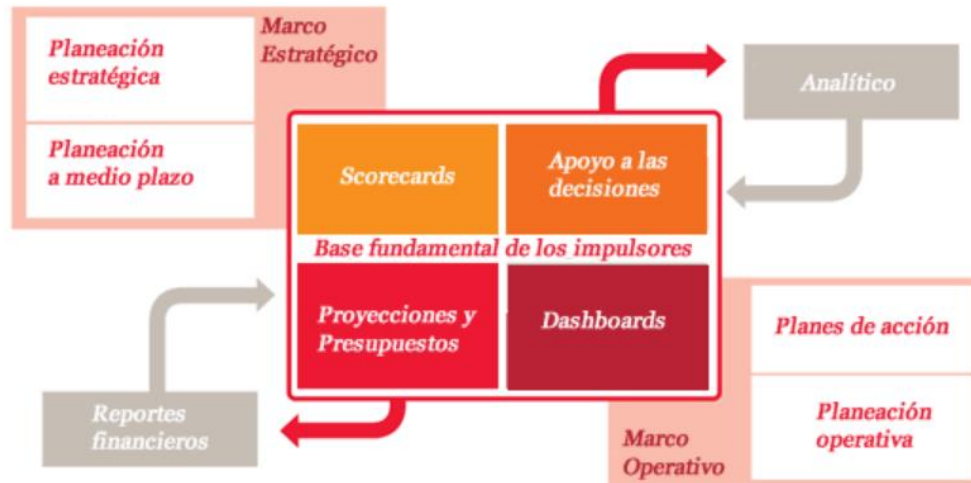 Planeación
estratégica
Marco
Estratégico
Planeación
a medio plazo
Analítico
Scorecards
Apoyo a las
decisiones
Base fundamental de los impulsores
Proyecciones y
Presupuestos
Dashboards
Reportes
financieros
Planes de acción
Planeación
operativa
Marco
Operativo